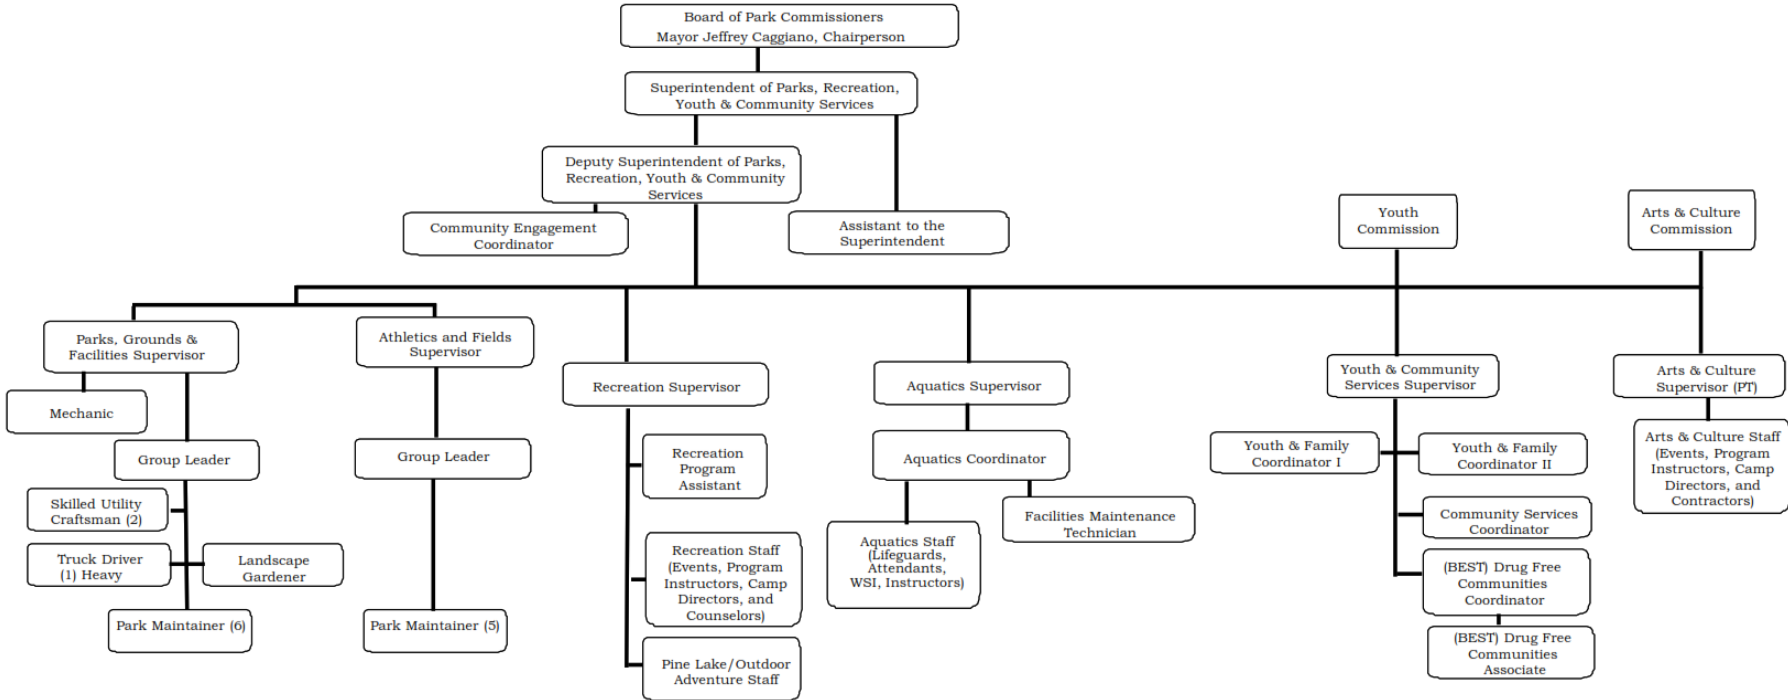 Board of Park Commissioners
Mayor Jeffrey Caggiano, Chairperson
Superintendent of Parks, Recreation,
Youth & Community Services
Deputy Superintendent of Parks,
Recreation, Youth & Community
Services
Community Engagement
Coordinator
Assistant to the
Superintendent
Youth
Commission
Arts & Culture
Commission
Parks, Grounds &
Facilities Supervisor
Athletics and Fields
Supervisor
Recreation Supervisor
Aquatics Supervisor
Youth & Community
Services Supervisor
Arts & Culture
Supervisor (PT)
Mechanic
Group Leader
Skilled Utility
Craftsman (2)
Truck Driver
(1) Heavy
Landscape
Gardener
Park Maintainer (6)
Group Leader
Park Maintainer (5)
Recreation
Program
Assistant
Recreation Staff
(Events, Program
Instructors, Camp
Directors, and
Counselors)
Pine Lake/Outdoor
Adventure Staff
Aquatics Coordinator
Aquatics Staff
(Lifeguards,
Attendants,
WSI, Instructors)
Facilities Maintenance
Technician
Youth & Family
Coordinator I
Youth & Family
Coordinator II
Community Services
Coordinator
(BEST) Drug Free
Communities
Coordinator
(BEST) Drug Free
Communities
Associate
Arts & Culture Staff
(Events, Program
Instructors, Camp
Directors, and
Contractors)